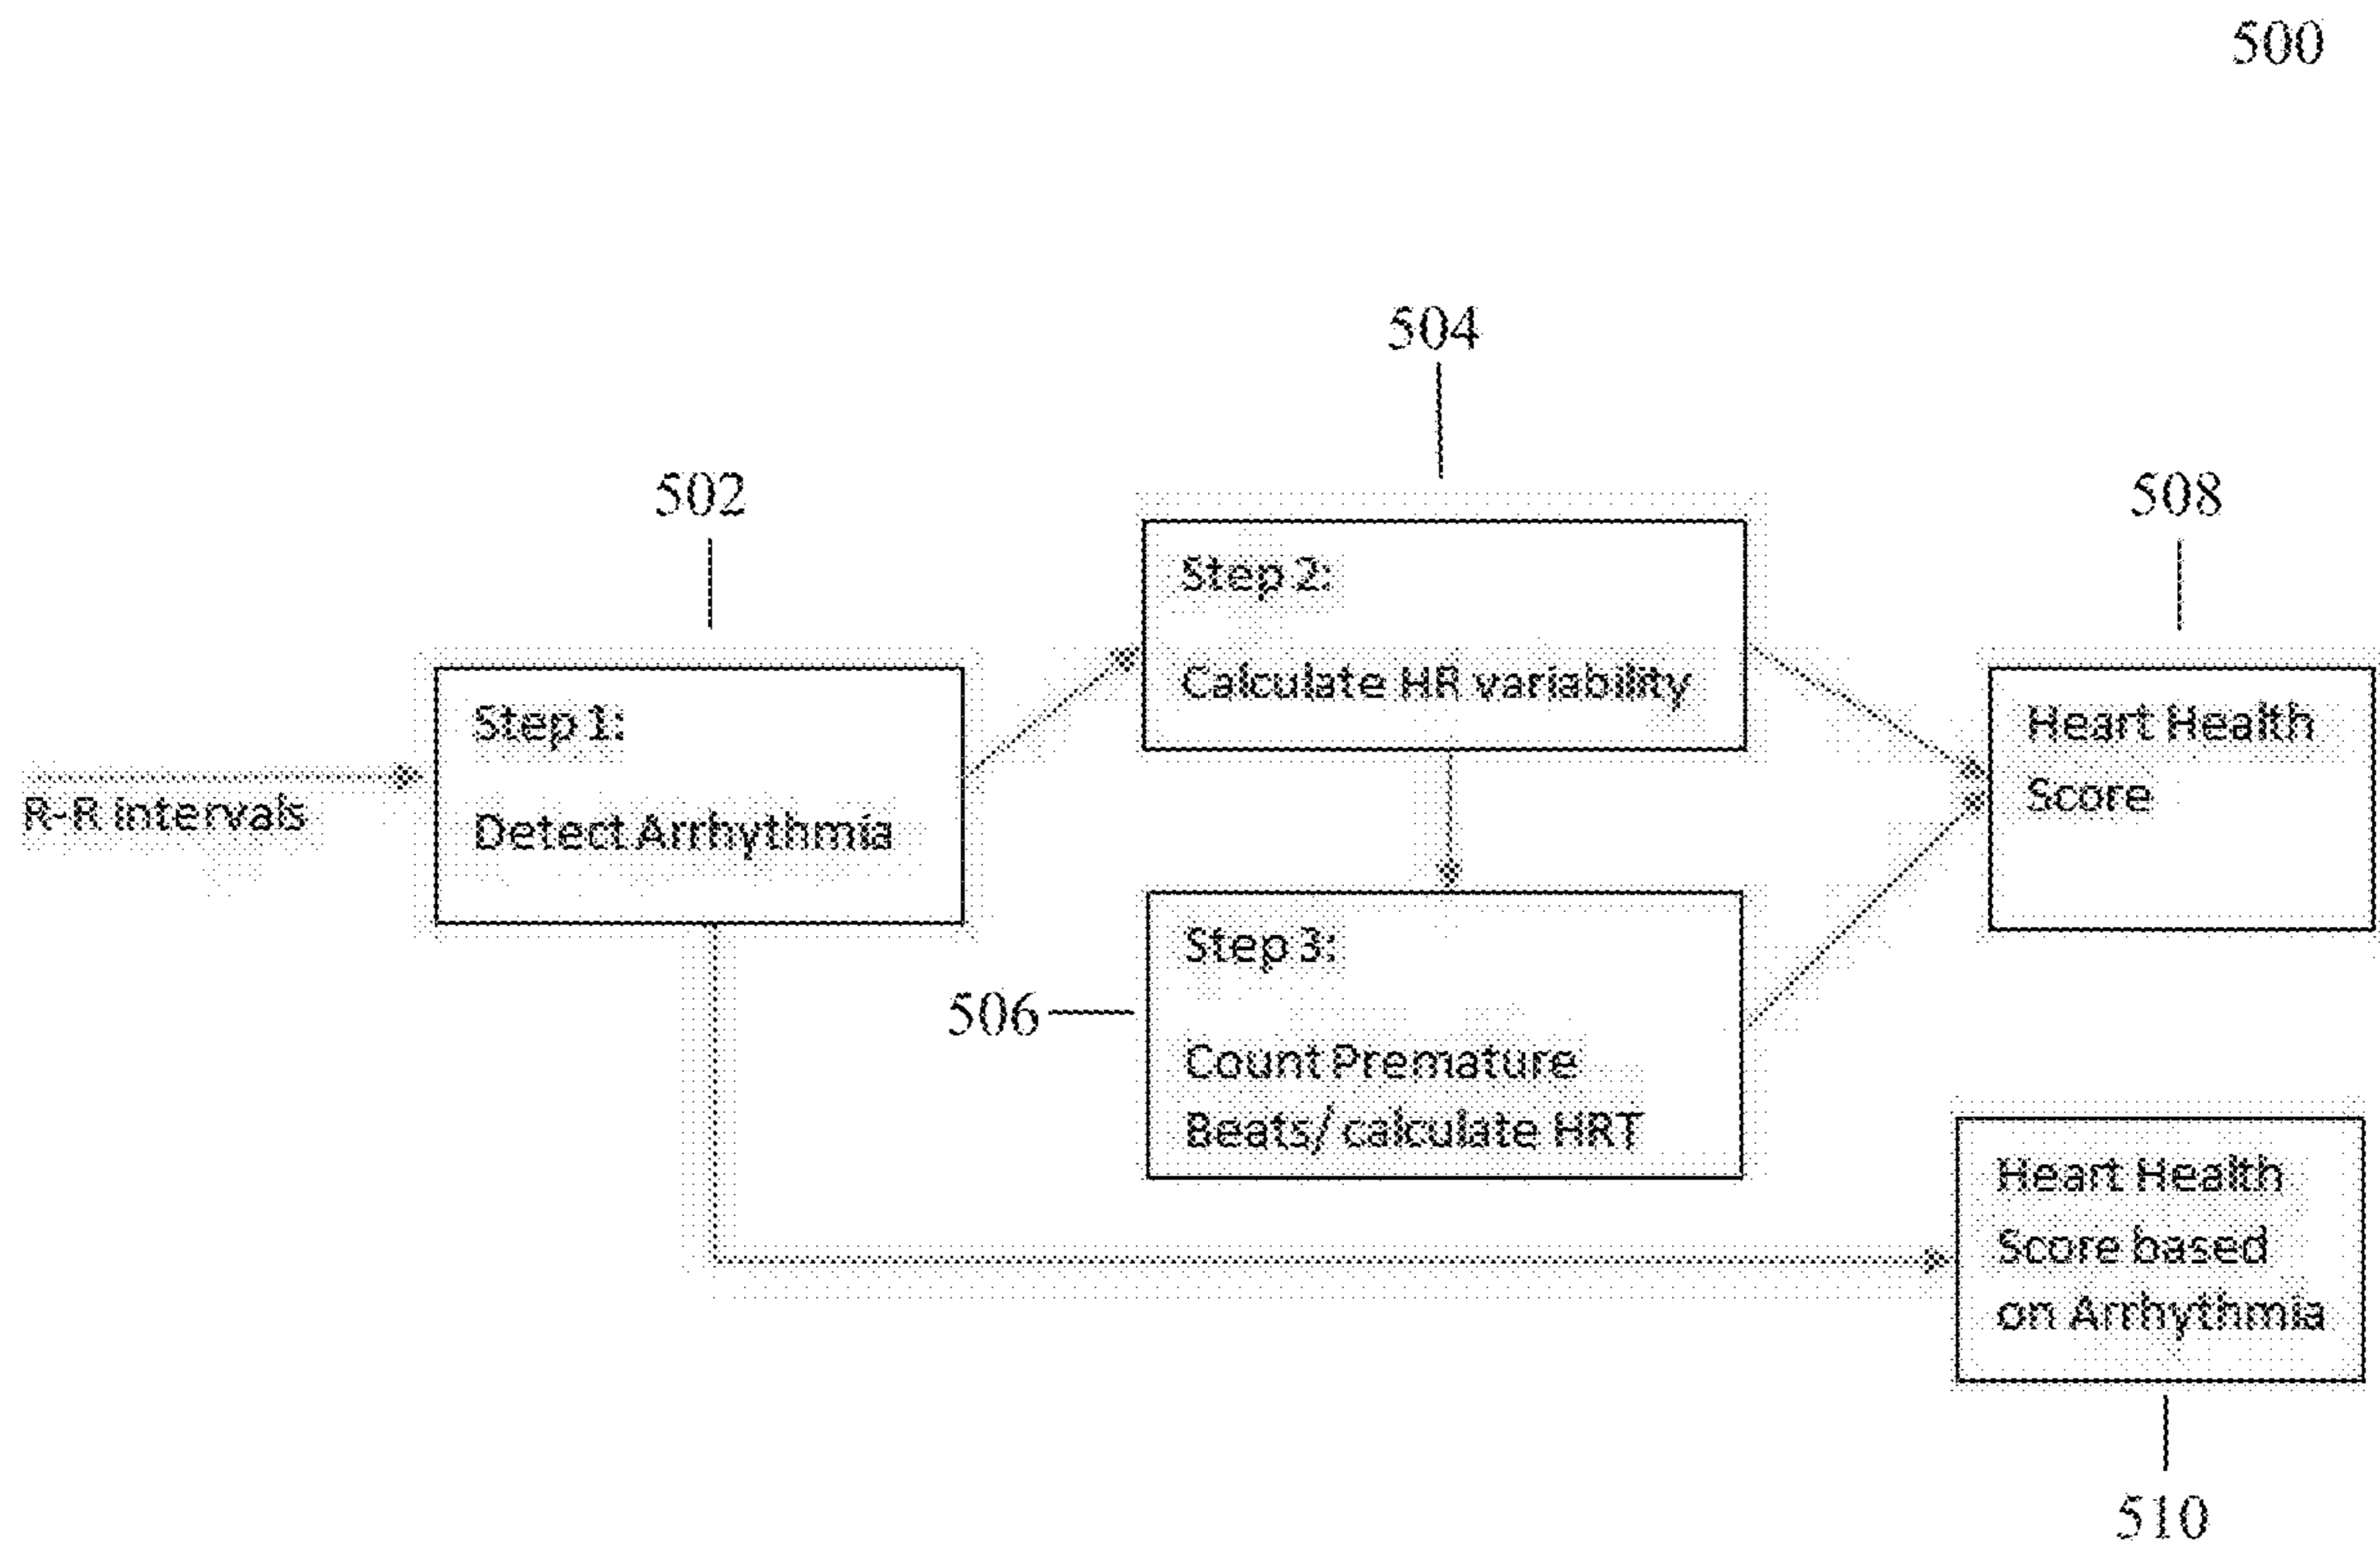 500
504
502
508
Step 2:
Calculate HR variability
Step 1:
Detect Arrhythmia
Heart Health
Score
R-R intervals
506
Step 3:
Count Premature
Beats/ calculate HRT
Heart Health
Score based
on Arrhythmia
510